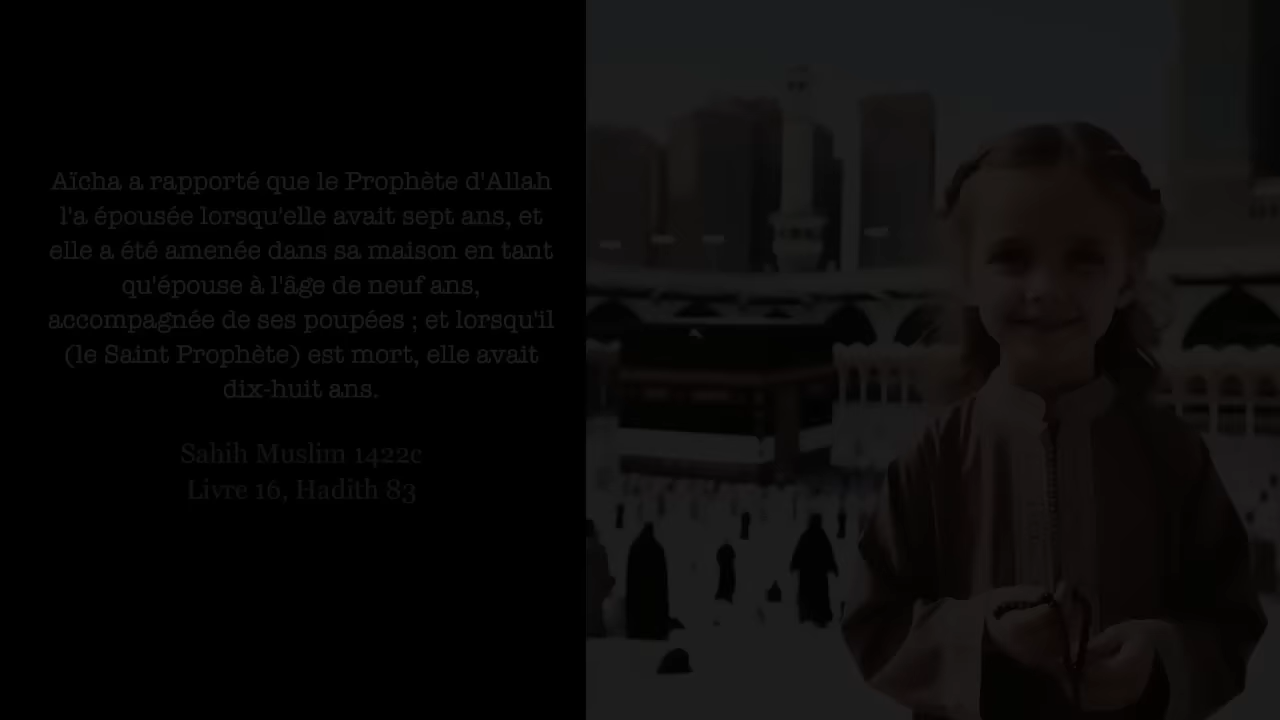 Aïcha a rapporté que le Prophète d'Allah
l'a épousée lorsqu'elle avait sept ans, et
elle a été amenée dans sa maison en tant
qu'épouse à l'âge de neuf ans,
accompagnée de ses poupées ; et lorsqu'il
(le Saint Prophète) est mort, elle avait
dix-huit ans.
Sahih Muslim 1422c
Livre 16, Hadith 83